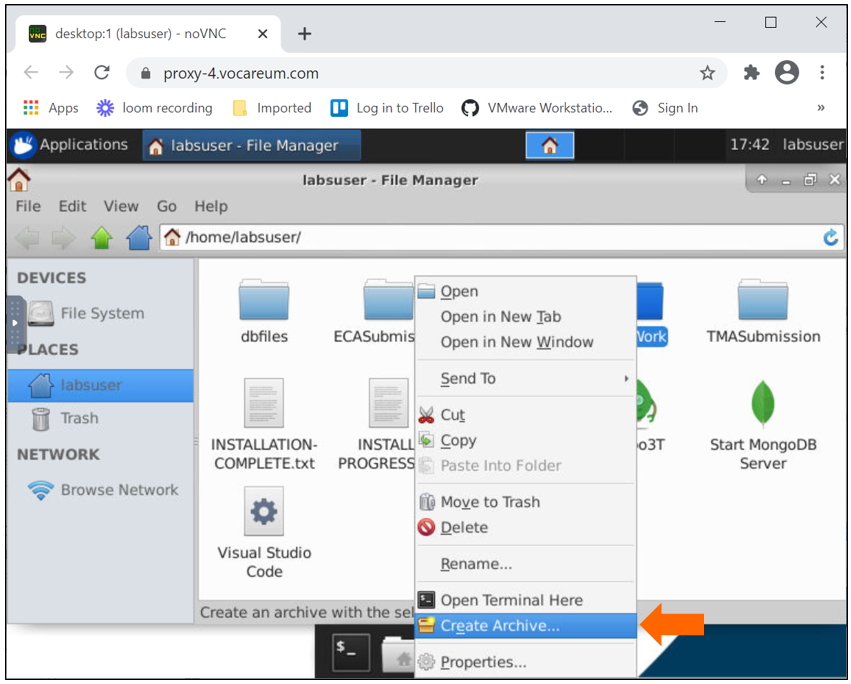 desktop:1 (labsuser) - noVNC
proxy-4.vocareum.com
Apps loom recording Imported Log in to Trello VMware Workstatio... Sign In »
Applications labsuser - File Manager 17:42 labsuser
labsuser - File Manager
File Edit View Go Help
/home/labsuser/
DEVICES
File System
PLACES
labsuser
Trash
NETWORK
Browse Network
dbfiles
ECASubmis
Work
TMASubmission
INSTALLATION-
COMPLETE.txt
INSTALL
PROGRESS
o3T
Start MongoDB
Server
Visual Studio
Code
Open
Open in New Tab
Open in New Window
Send To
Cut
Copy
Paste Into Folder
Move to Trash
Delete
Rename...
Open Terminal Here
Create Archive...
Properties...
Create an archive with the sel